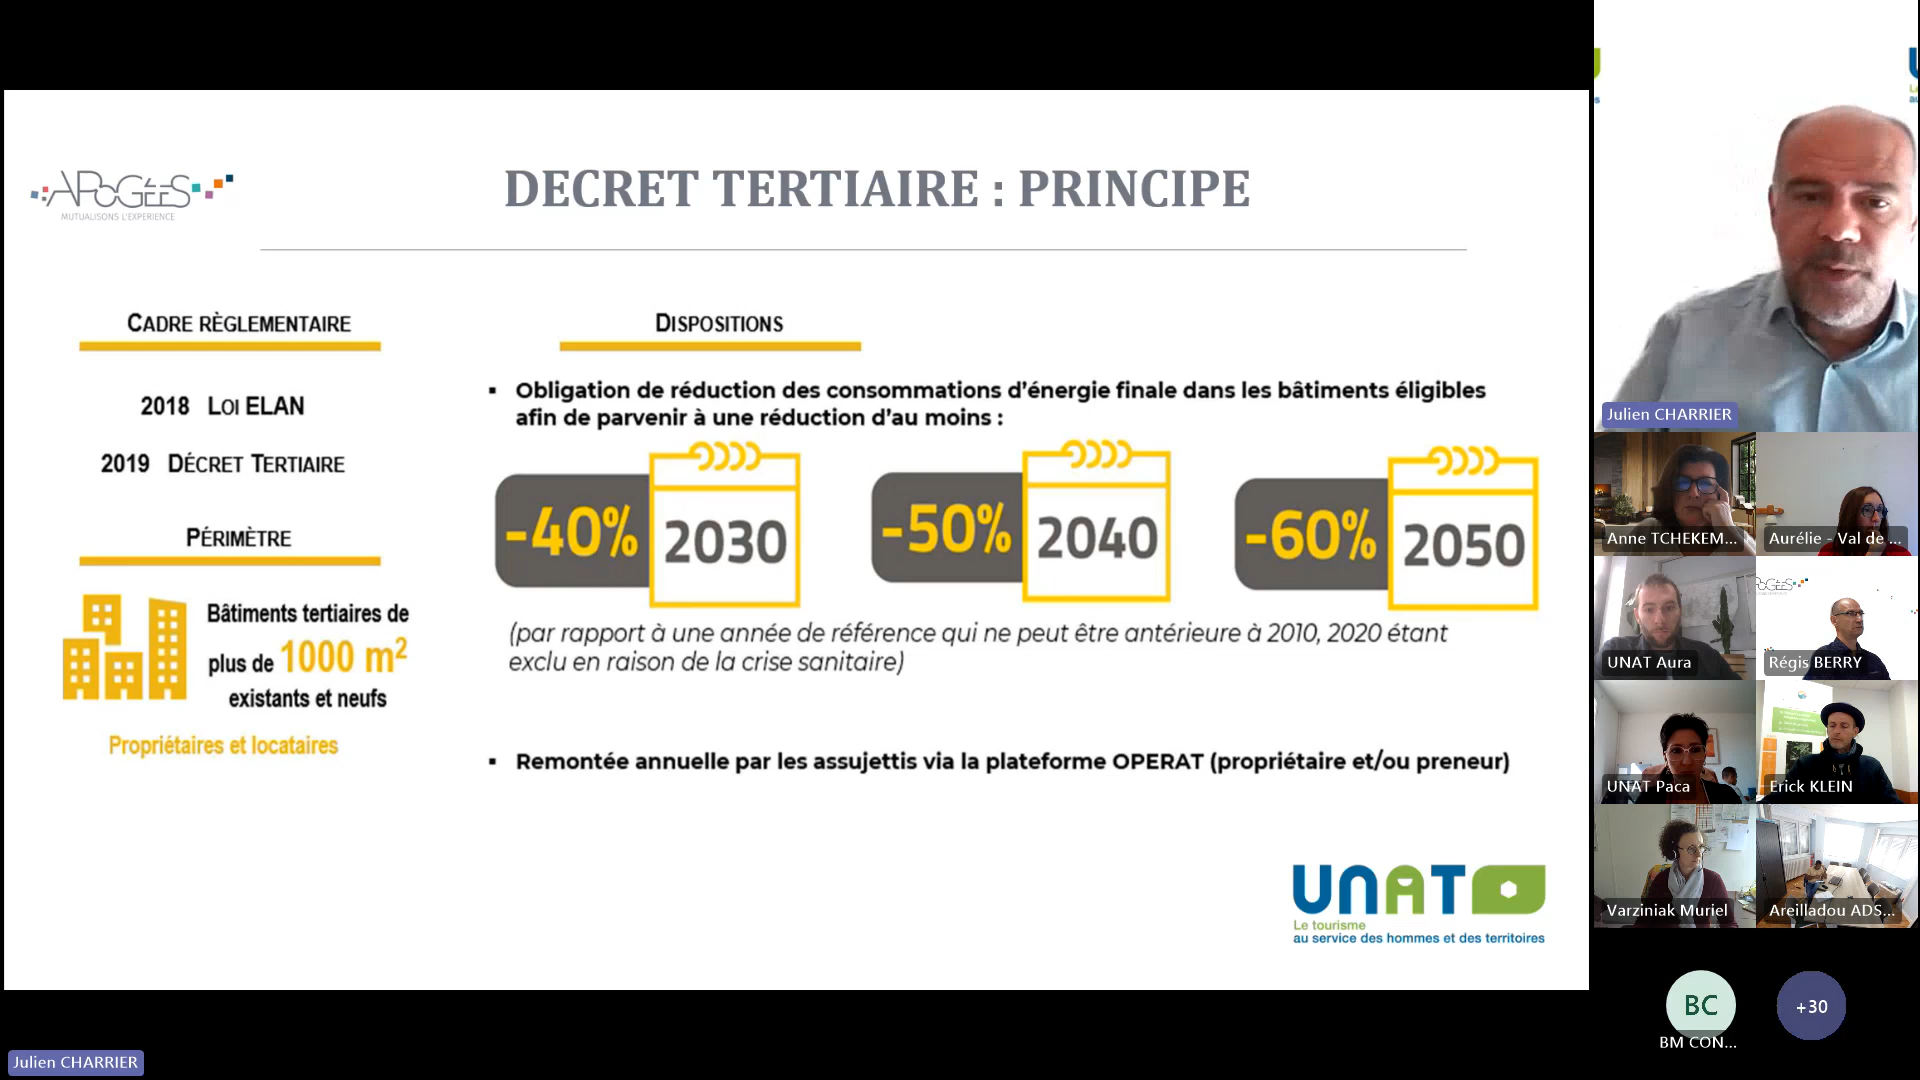 APOGÉES
MUTUALISONS L'EXPERIENCE
DECRET TERTIAIRE : PRINCIPE
CADRE RÈGLEMENTAIRE
2018 LOI ELAN
2019 DÉCRET TERTIAIRE
PÉRIMÈTRE
Bâtiments tertiaires de
plus de 1000 m²
existants et neufs
Propriétaires et locataires
DISPOSITIONS
▪ Obligation de réduction des consommations d'énergie finale dans les bâtiments éligibles
afin de parvenir à une réduction d'au moins :
-40% 2030
-50% 2040
-60% 2050
(par rapport à une année de référence qui ne peut être antérieure à 2010, 2020 étant
exclu en raison de la crise sanitaire)
▪ Remontée annuelle par les assujettis via la plateforme OPERAT (propriétaire et/ou preneur)
UNAT
Le tourisme
au service des hommes et des territoires
Julien CHARRIER
Julien CHARRIER
Anne TCHEKEM...
Aurélie - Val de ...
UNAT Aura
Régis BERRY
UNAT Paca
Erick KLEIN
Varziniak Muriel
Areilladou ADS...
BC
+30
BM CON...